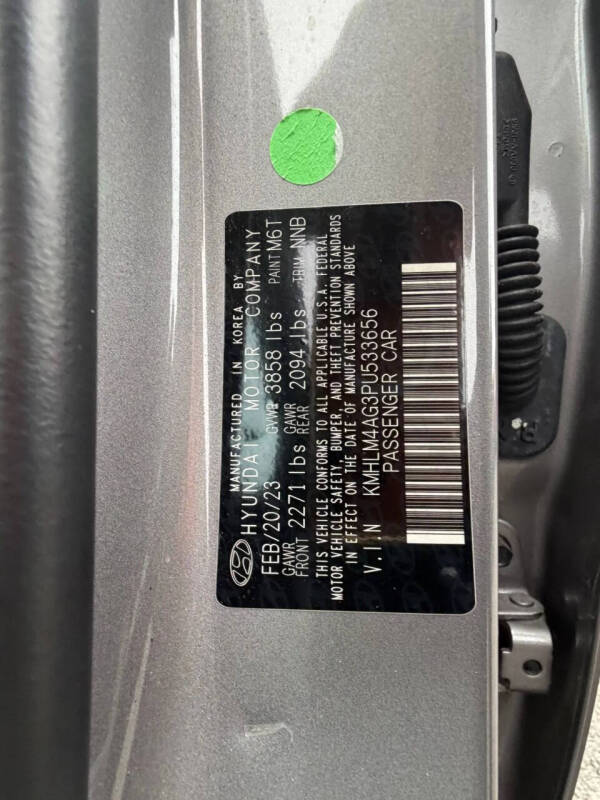 MANUFACTURED IN KOREA BY
HYUNDAI MOTOR COMPANY
FEB/20/23 GVWR 3858 lbs PAINT M6T
GAWR FRONT 2271 lbs GAWR REAR 2094 lbs TRIM NNB
THIS VEHICLE CONFORMS TO ALL APPLICABLE U.S.A. FEDERAL
MOTOR VEHICLE SAFETY, BUMPER, AND THEFT PREVENTION STANDARDS
IN EFFECT ON THE DATE OF MANUFACTURE SHOWN ABOVE
V.I.N KMHLM4AG3PU533656
PASSENGER CAR